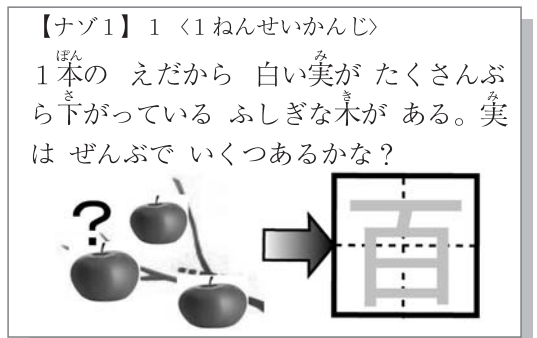 【ナゾ1】1〈1ねんせいかんじ〉
1本の えだから 白い実が たくさんぶ
ら下がっている ふしぎな木が ある。実
は ぜんぶで いくつあるかな？
?
百